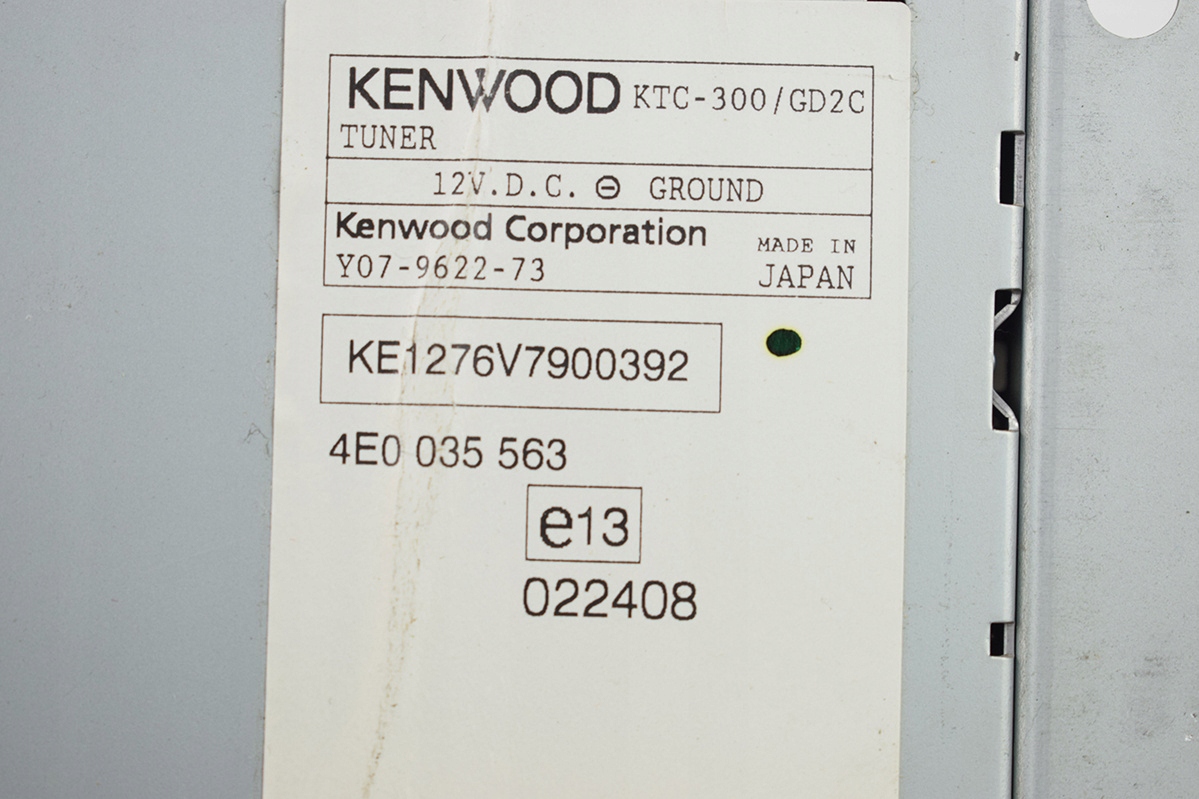 KENWOOD KTC-300/GD2C
TUNER
12V.D.C. ⊖ GROUND
Kenwood Corporation
Y07-9622-73
MADE IN
JAPAN
KE1276V7900392
4E0 035 563
e13
022408